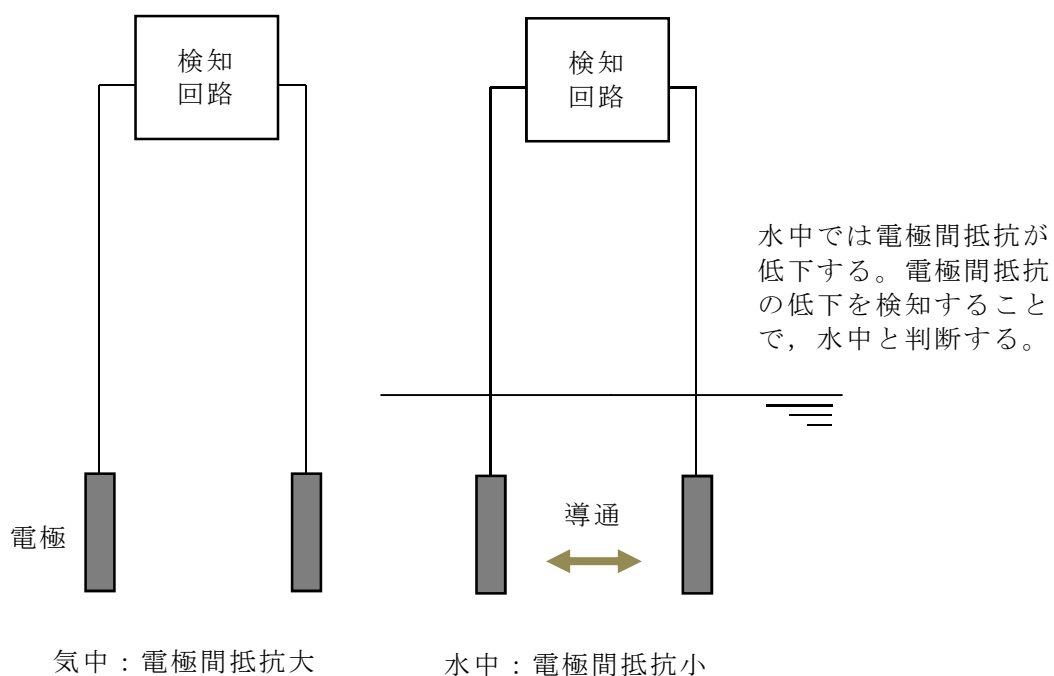 検知
回路
検知
回路
水中では電極間抵抗が
低下する。電極間抵抗
の低下を検知すること
で，水中と判断する。
電極
導通
気中：電極間抵抗大
水中：電極間抵抗小